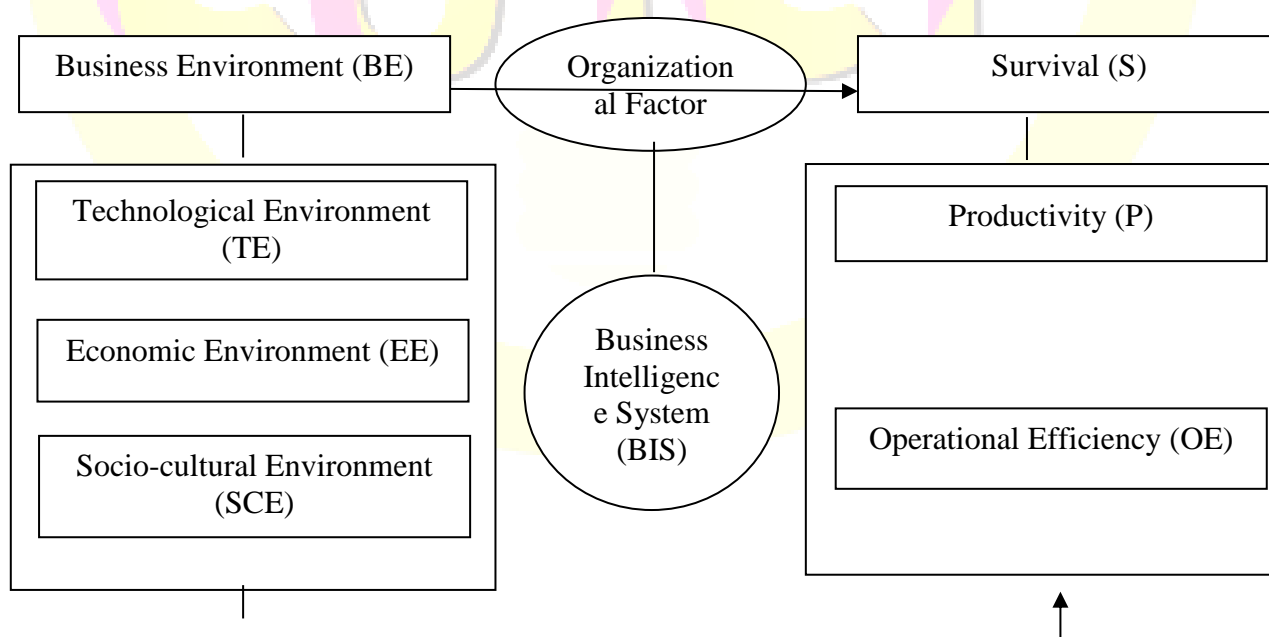 Business Environment (BE)
Organization
al Factor
Survival (S)
Technological Environment
(TE)
Economic Environment (EE)
Socio-cultural Environment
(SCE)
Business
Intelligenc
e System
(BIS)
Productivity (P)
Operational Efficiency (OE)